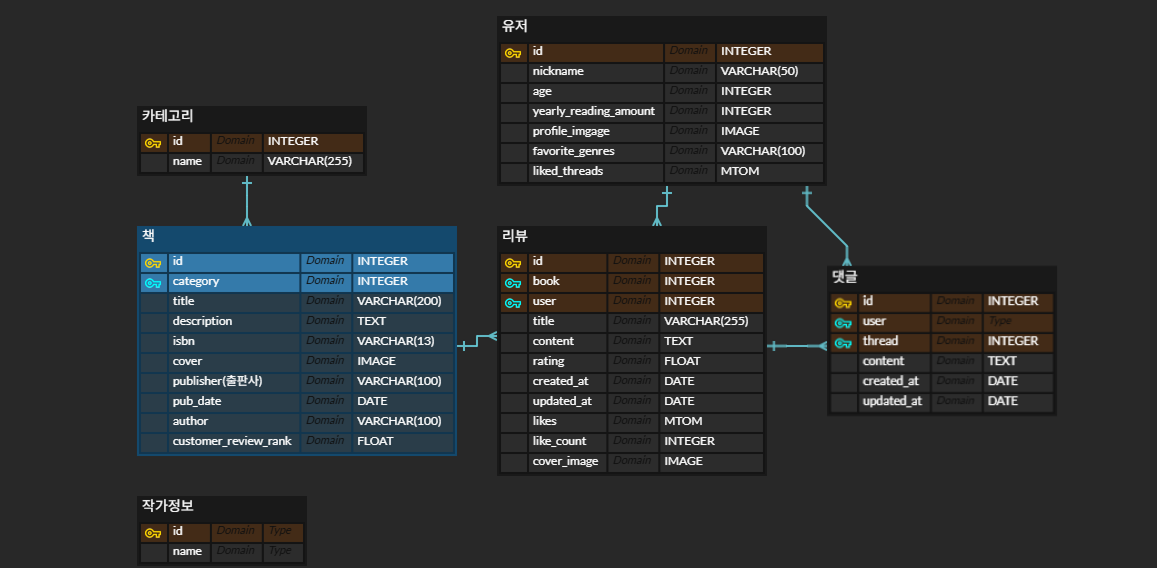 유저
id Domain INTEGER
nickname Domain VARCHAR(50)
age Domain INTEGER
yearly_reading_amount Domain INTEGER
profile_imgage Domain IMAGE
favorite_genres Domain VARCHAR(100)
liked_threads Domain MTOM
카테고리
id Domain INTEGER
name Domain VARCHAR(255)
책
id Domain INTEGER
category Domain INTEGER
title Domain VARCHAR(200)
description Domain TEXT
isbn Domain VARCHAR(13)
cover Domain IMAGE
publisher(출판사) Domain VARCHAR(100)
pub_date Domain DATE
author Domain VARCHAR(100)
customer_review_rank Domain FLOAT
리뷰
id Domain INTEGER
book Domain INTEGER
user Domain INTEGER
title Domain VARCHAR(255)
content Domain TEXT
rating Domain FLOAT
created_at Domain DATE
updated_at Domain DATE
likes Domain MTOM
like_count Domain INTEGER
cover_image Domain IMAGE
댓글
id Domain INTEGER
user Domain Type
thread Domain INTEGER
content Domain TEXT
created_at Domain DATE
updated_at Domain DATE
작가정보
id Domain Type
name Domain Type